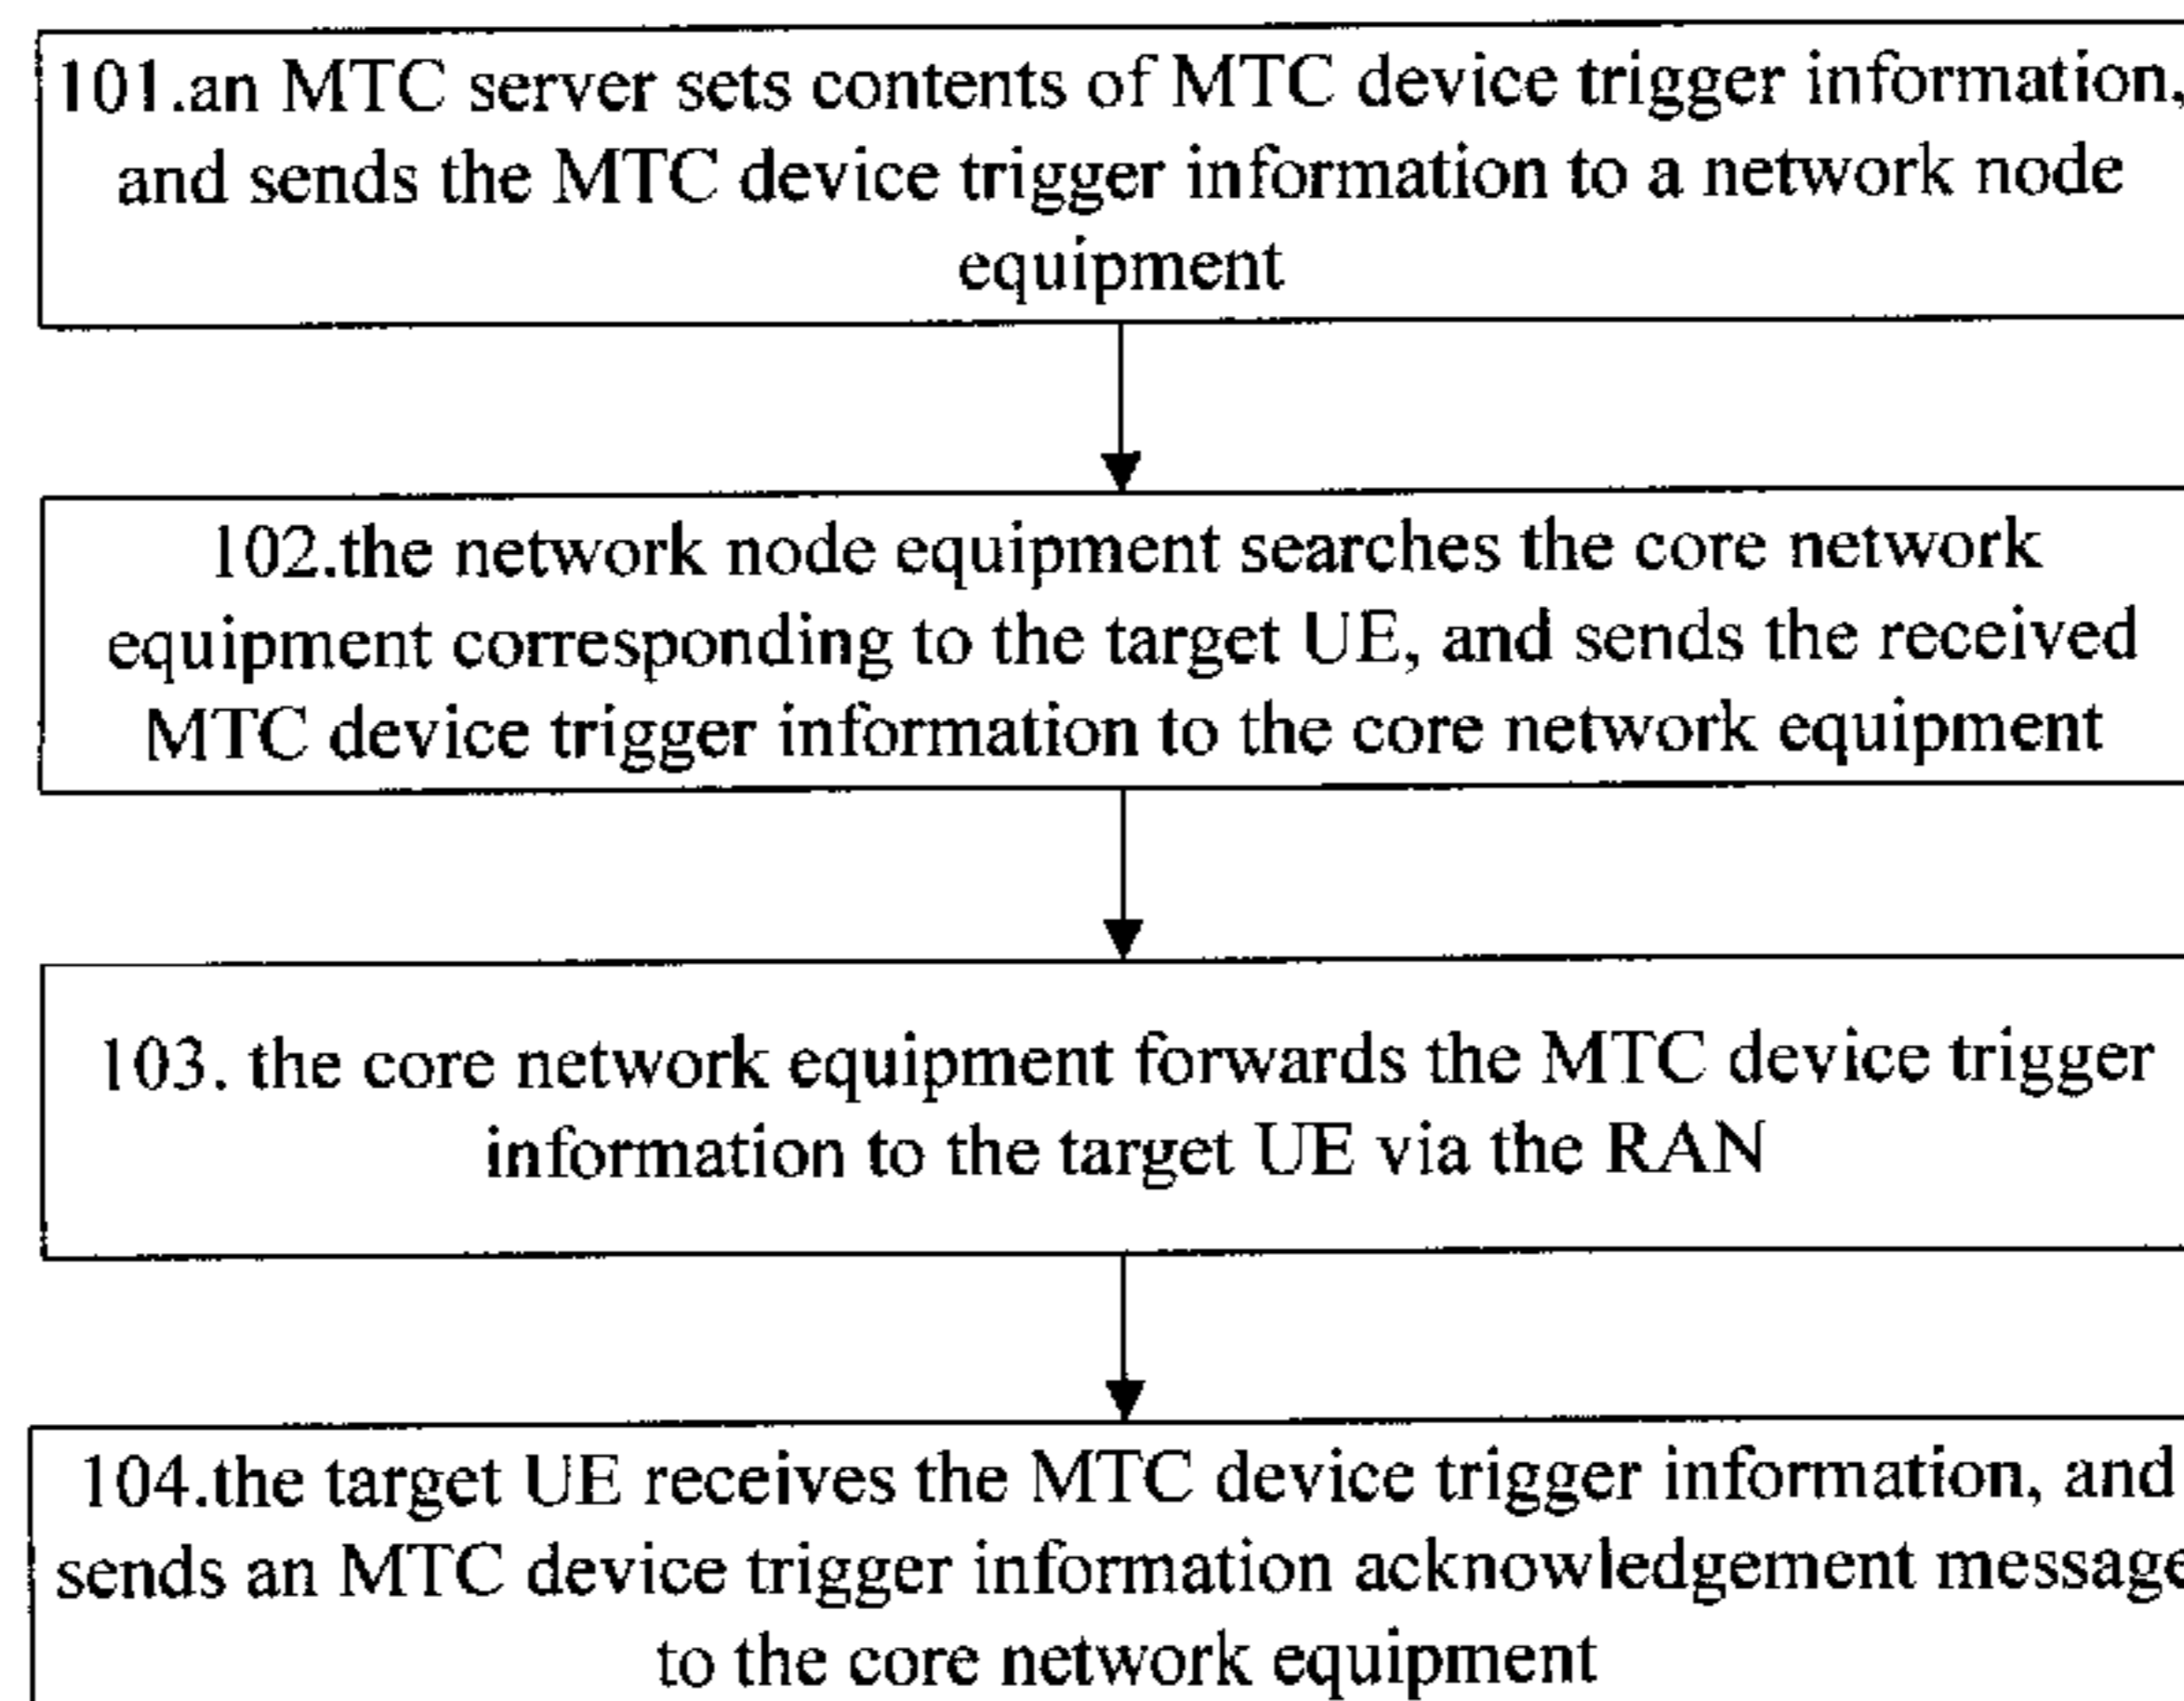 101.an MTC server sets contents of MTC device trigger information,
and sends the MTC device trigger information to a network node
equipment
102.the network node equipment searches the core network
equipment corresponding to the target UE, and sends the received
MTC device trigger information to the core network equipment
103. the core network equipment forwards the MTC device trigger
information to the target UE via the RAN
104.the target UE receives the MTC device trigger information, and
sends an MTC device trigger information acknowledgement message
to the core network equipment